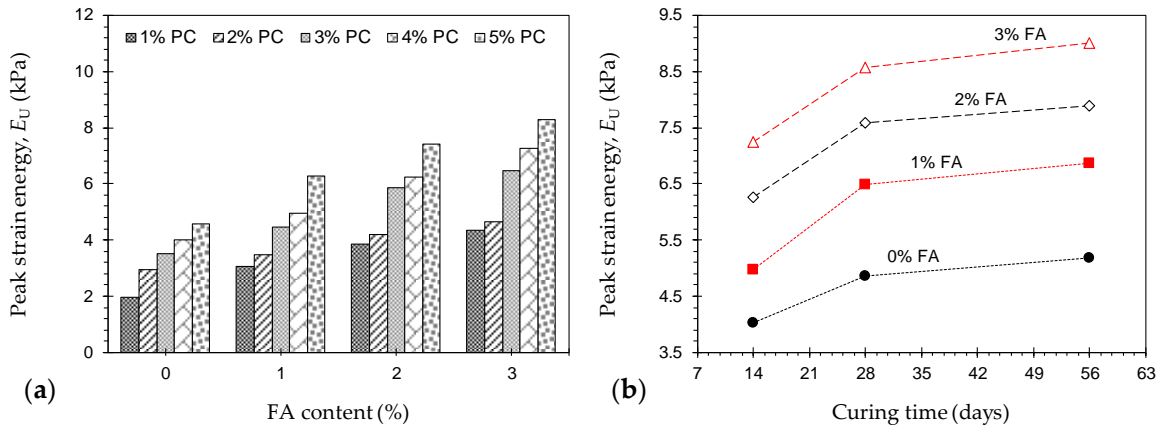 12
10
8
6
4
2
0
Peak strain energy, EU (kPa)
1% PC 2% PC 3% PC 4% PC 5% PC
0 1 2 3
FA content (%)
(a)
9.5
8.5
7.5
6.5
5.5
4.5
3.5
Peak strain energy, EU (kPa)
3% FA
2% FA
1% FA
0% FA
7 14 21 28 35 42 49 56 63
Curing time (days)
(b)